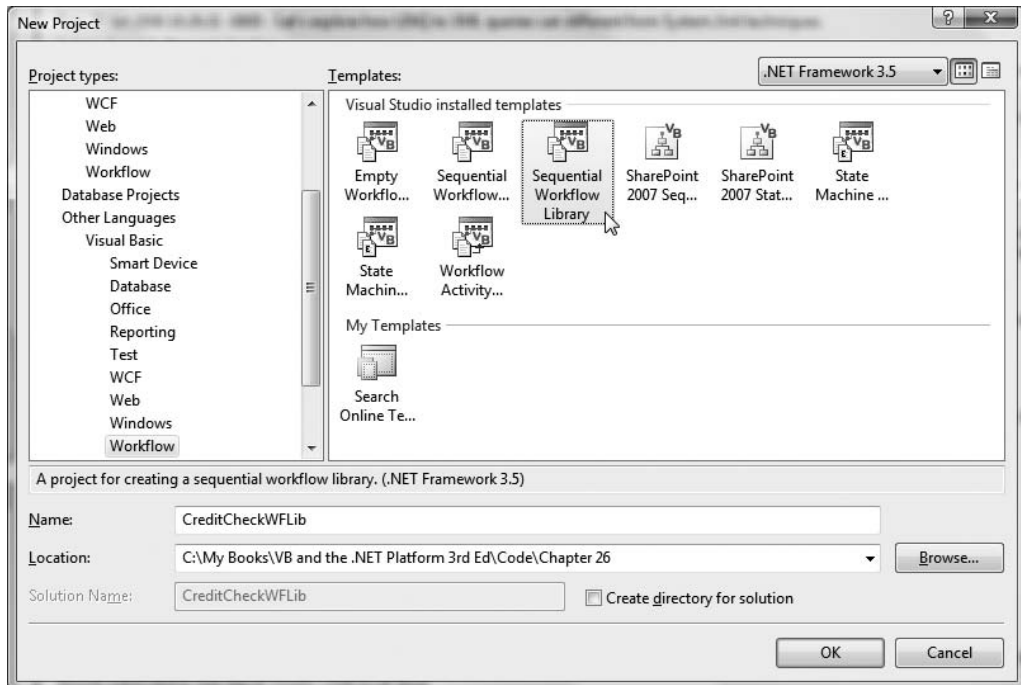 New Project
Project types:
Templates:
.NET Framework 3.5
WCF
Web
Windows
Workflow
Database Projects
Other Languages
Visual Basic
Smart Device
Database
Office
Reporting
Test
WCF
Web
Windows
Workflow
Visual Studio installed templates
Empty
Workflo...
Sequential
Workflow...
Sequential
Workflow
Library
SharePoint
2007 Seq...
SharePoint
2007 Stat...
State
Machine ...
State
Machin...
Workflow
Activity...
My Templates
Search
Online Te...
A project for creating a sequential workflow library. (.NET Framework 3.5)
Name:
CreditCheckWFLib
Location:
C:\My Books\VB and the .NET Platform 3rd Ed\Code\Chapter 26
Browse...
Solution Name:
CreditCheckWFLib
Create directory for solution
OK
Cancel